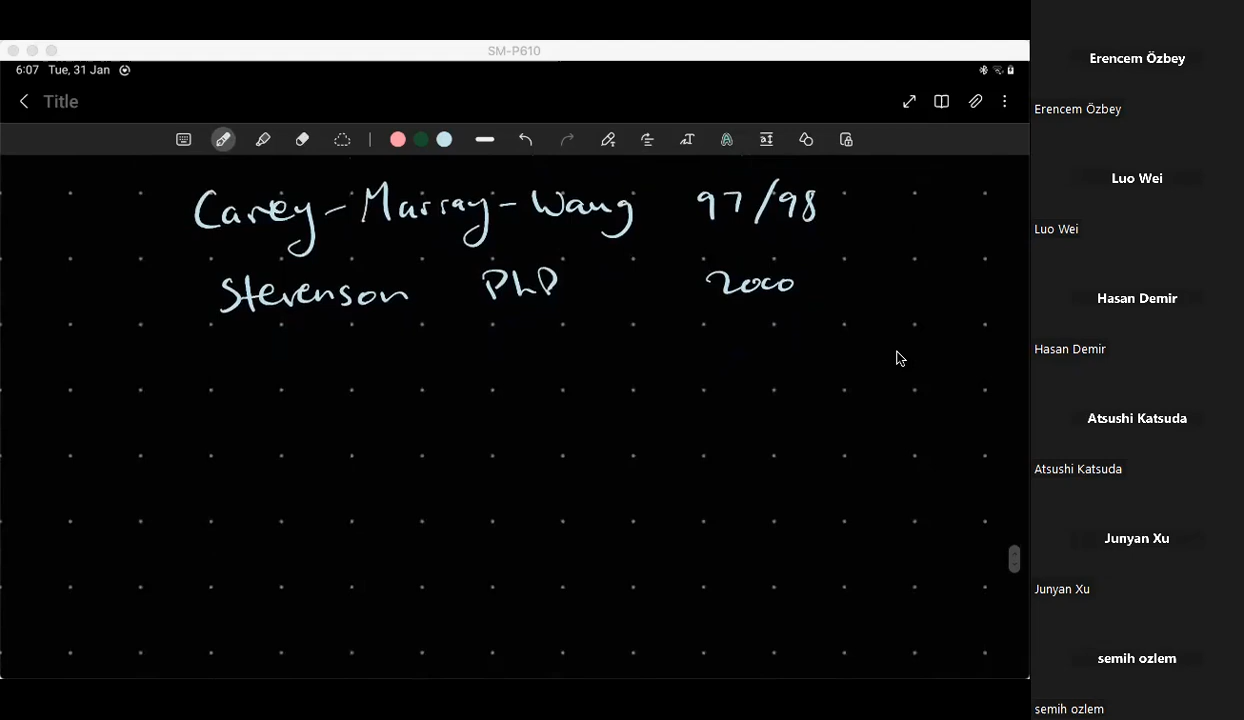 SM-P610
6:07 Tue, 31 Jan
Title
Carey-Murray-Wang 97/98
Stevenson PhD 2000
Erencem Özbey
Erencem Özbey
Luo Wei
Luo Wei
Hasan Demir
Hasan Demir
Atsushi Katsuda
Atsushi Katsuda
Junyan Xu
Junyan Xu
semih ozlem
semih ozlem